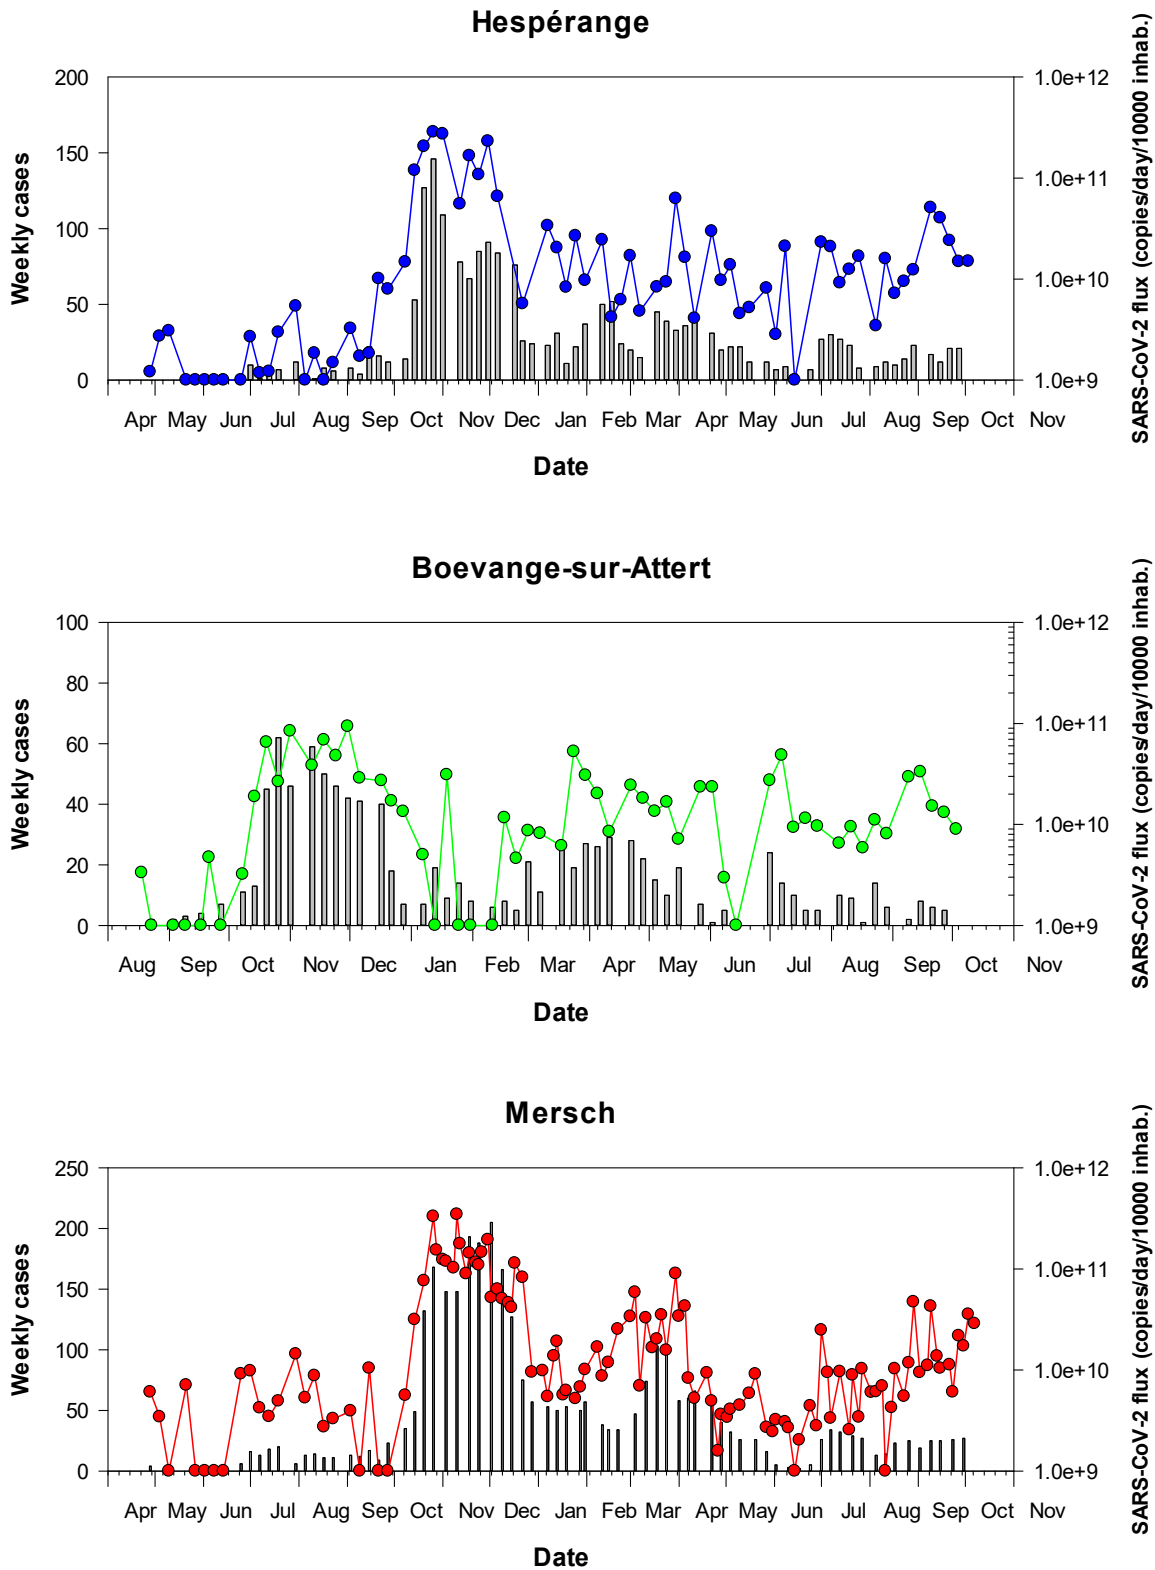 Hespérange
200
150
100
50
0
Weekly cases
1.0e+12
1.0e+11
1.0e+10
1.0e+9
SARS-CoV-2 flux (copies/day/10000 inhab.)
Apr May Jun Jul Aug Sep Oct Nov Dec Jan Feb Mar Apr May Jun Jul Aug Sep Oct Nov
Date
Boevange-sur-Attert
100
80
60
40
20
0
Weekly cases
1.0e+12
1.0e+11
1.0e+10
1.0e+9
SARS-CoV-2 flux (copies/day/10000 inhab.)
Aug Sep Oct Nov Dec Jan Feb Mar Apr May Jun Jul Aug Sep Oct Nov
Date
Mersch
250
200
150
100
50
0
Weekly cases
1.0e+12
1.0e+11
1.0e+10
1.0e+9
SARS-CoV-2 flux (copies/day/10000 inhab.)
Apr May Jun Jul Aug Sep Oct Nov Dec Jan Feb Mar Apr May Jun Jul Aug Sep Oct Nov
Date